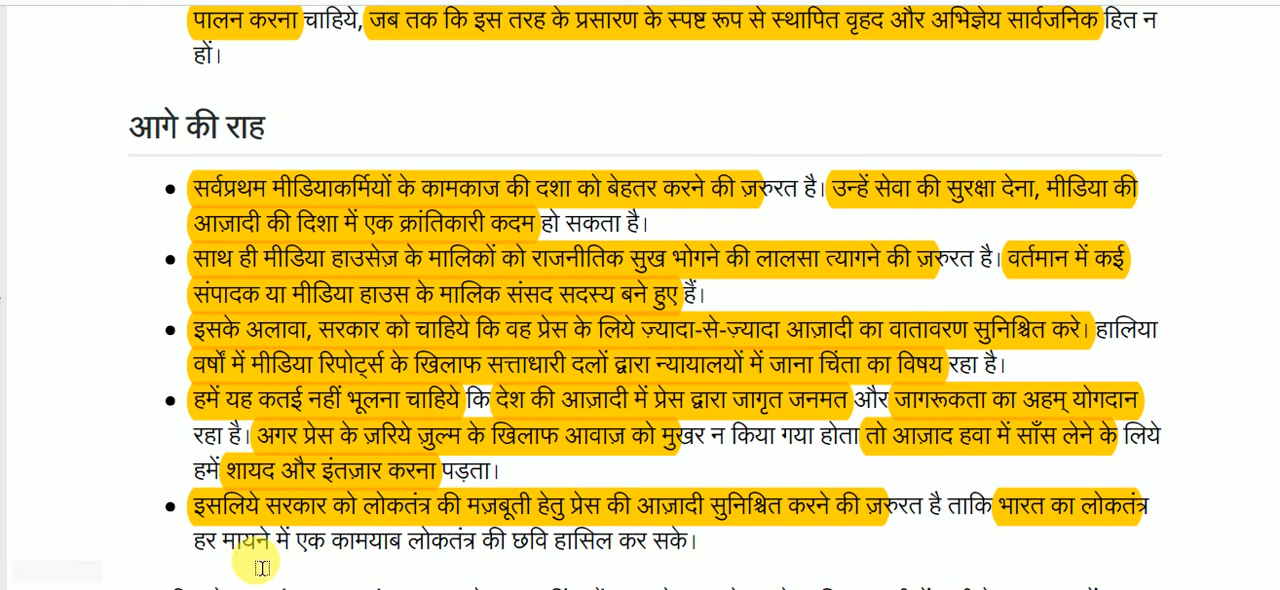 पालन करना चाहिये, जब तक कि इस तरह के प्रसारण के स्पष्ट रूप से स्थापित वृहद और अभिज्ञेय सार्वजनिक हित न
हों।
आगे की राह
सर्वप्रथम मीडियाकर्मियों के कामकाज की दशा को बेहतर करने की ज़रुरत है। उन्हें सेवा की सुरक्षा देना, मीडिया की
आज़ादी की दिशा में एक क्रांतिकारी कदम हो सकता है।
साथ ही मीडिया हाउसेज़ के मालिकों को राजनीतिक सुख भोगने की लालसा त्यागने की ज़रुरत है। वर्तमान में कई
संपादक या मीडिया हाउस के मालिक संसद सदस्य बने हुए हैं।
इसके अलावा, सरकार को चाहिये कि वह प्रेस के लिये ज़्यादा-से-ज़्यादा आज़ादी का वातावरण सुनिश्चित करे। हालिया
वर्षों में मीडिया रिपोर्ट्स के खिलाफ सत्ताधारी दलों द्वारा न्यायालयों में जाना चिंता का विषय रहा है।
हमें यह कतई नहीं भूलना चाहिये कि देश की आज़ादी में प्रेस द्वारा जागृत जनमत और जागरूकता का अहम् योगदान
रहा है। अगर प्रेस के ज़रिये ज़ुल्म के खिलाफ आवाज़ को मुखर न किया गया होता तो आज़ाद हवा में साँस लेने के लिये
हमें शायद और इंतज़ार करना पड़ता।
इसलिये सरकार को लोकतंत्र की मज़बूती हेतु प्रेस की आज़ादी सुनिश्चित करने की ज़रुरत है ताकि भारत का लोकतंत्र
हर मायने में एक कामयाब लोकतंत्र की छवि हासिल कर सके।